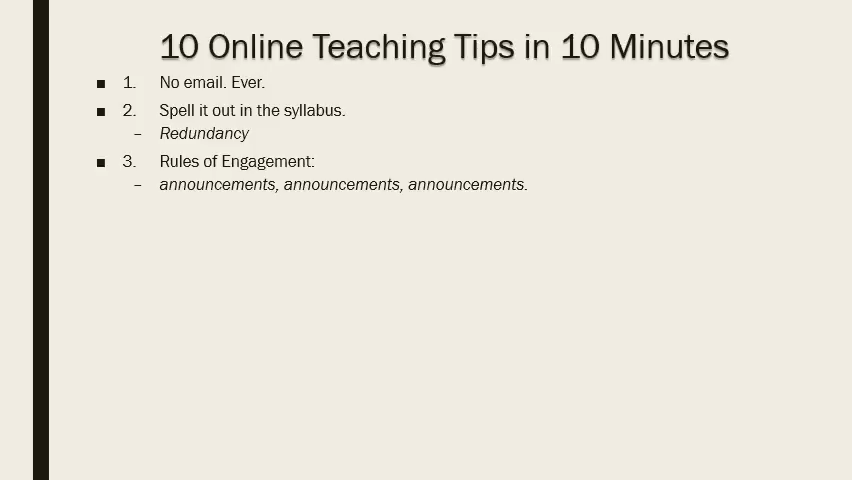 10 Online Teaching Tips in 10 Minutes
■ 1. No email. Ever.
■ 2. Spell it out in the syllabus.
– Redundancy
■ 3. Rules of Engagement:
– announcements, announcements, announcements.